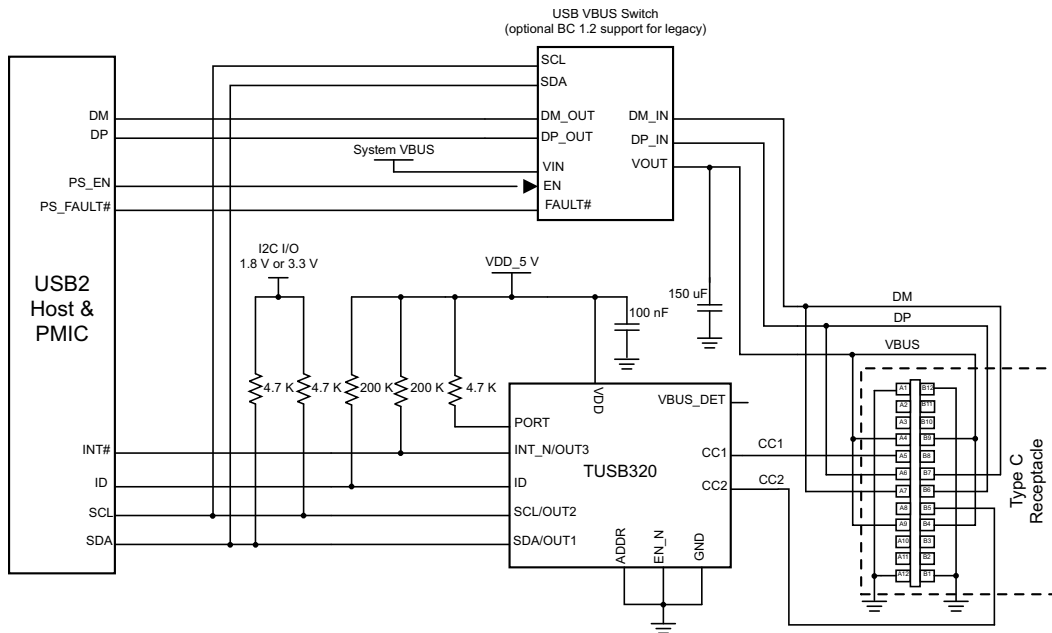 USB VBUS Switch
(optional BC 1.2 support for legacy)
SCL
SDA
DM
DM_OUT
DM_IN
DP
DP_OUT
DP_IN
System VBUS
VIN
VOUT
PS_EN
EN
PS_FAULT#
FAULT#
I2C I/O
1.8 V or 3.3 V
VDD_5 V
USB2
Host &
PMIC
150 uF
100 nF
DM
DP
VBUS
4.7 K
4.7 K
200 K
200 K
4.7 K
VDD
VBUS_DET
PORT
INT#
INT_N/OUT3
CC1
CC1
TUSB320
ID
ID
CC2
CC2
SCL
SCL/OUT2
SDA
SDA/OUT1
ADDR
EN_N
GND
A1
B12
A2
B11
A3
B10
A4
B9
A5
B8
A6
B7
A7
B6
A8
B5
A9
B4
A10
B3
A11
B2
A12
B1
Type C
Receptacle